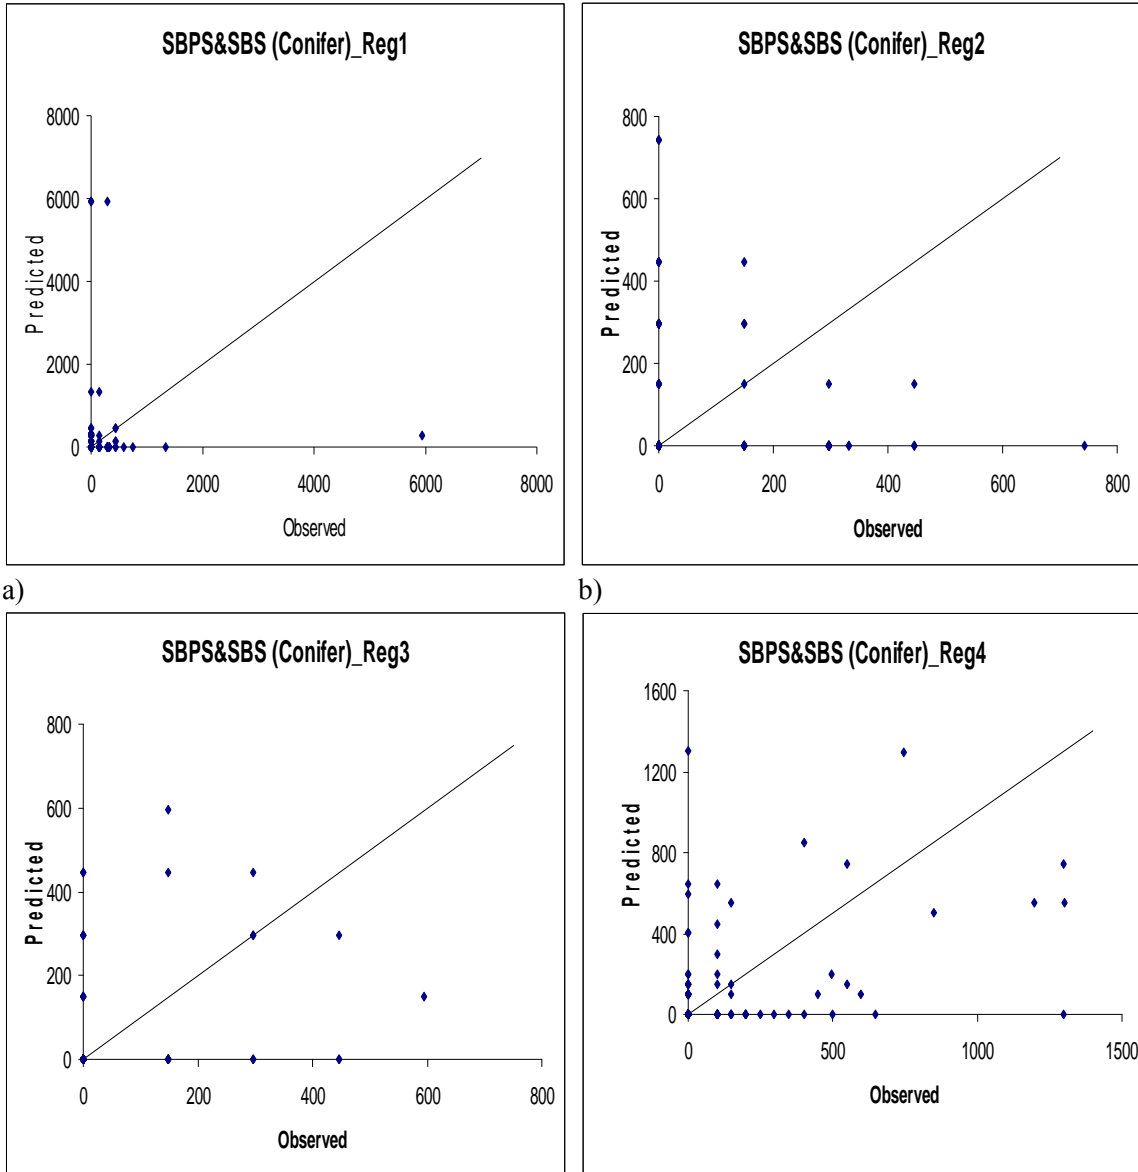 SBPS&SBS (Conifer)_Reg1
8000
6000
4000
2000
0
Predicted
0 2000 4000 6000 8000
Observed
SBPS&SBS (Conifer)_Reg2
800
600
400
200
0
Predicted
0 200 400 600 800
Observed
a) b)
SBPS&SBS (Conifer)_Reg3
800
600
400
200
0
Predicted
0 200 400 600 800
Observed
SBPS&SBS (Conifer)_Reg4
1600
1200
800
400
0
Predicted
0 500 1000 1500
Observed